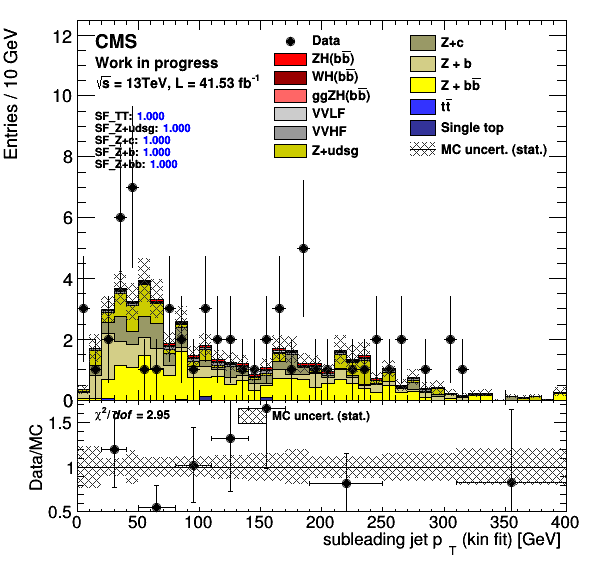 Entries / 10 GeV
12
10
8
6
4
2
0
CMS
Work in progress
√s = 13TeV, L = 41.53 fb⁻¹
SF_TT: 1.000
SF_Z+udsg: 1.000
SF_Z+c: 1.000
SF_Z+b: 1.000
SF_Z+bb: 1.000
Data
ZH(bb̅)
WH(bb̅)
ggZH(bb̅)
VVLF
VVHF
Z+udsg
Z+c
Z + b
Z + bb̅
tt̅
Single top
MC uncert. (stat.)
Data/MC
1.5
1
0.5
χ²/dof = 2.95
MC uncert. (stat.)
0 50 100 150 200 250 300 350 400
subleading jet p_T (kin fit) [GeV]